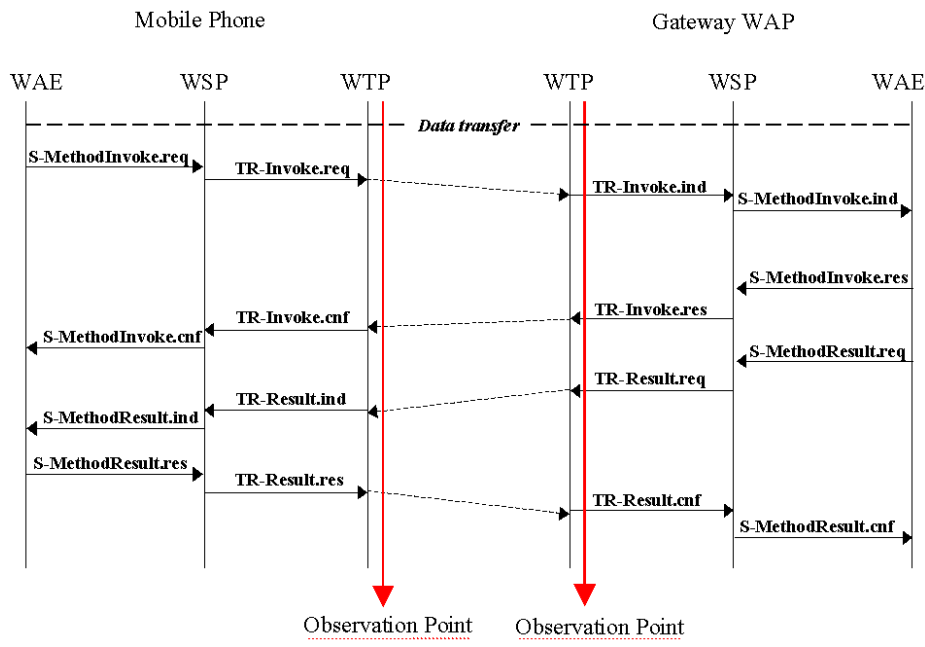 Mobile Phone Gateway WAP
WAE WSP WTP WTP WSP WAE
Data transfer
S-MethodInvoke.req
TR-Invoke.req
TR-Invoke.ind
S-MethodInvoke.ind
S-MethodInvoke.res
TR-Invoke.res
TR-Invoke.cnf
S-MethodInvoke.cnf
S-MethodResult.req
TR-Result.req
TR-Result.ind
S-MethodResult.ind
S-MethodResult.res
TR-Result.res
TR-Result.cnf
S-MethodResult.cnf
Observation Point Observation Point